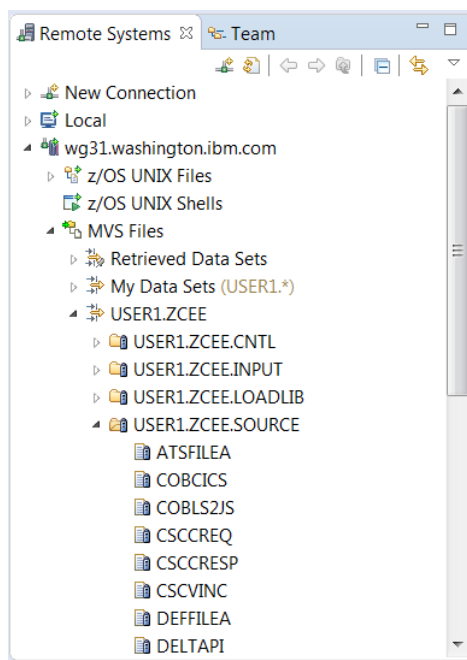 Remote Systems Team
New Connection
Local
wg31.washington.ibm.com
z/OS UNIX Files
z/OS UNIX Shells
MVS Files
Retrieved Data Sets
My Data Sets (USER1.*)
USER1.ZCEE
USER1.ZCEE.CNTL
USER1.ZCEE.INPUT
USER1.ZCEE.LOADLIB
USER1.ZCEE.SOURCE
ATSFILEA
COBCICS
COBLS2JS
CSCCREQ
CSCCRESP
CSCVINC
DEFFILEA
DELTAPI